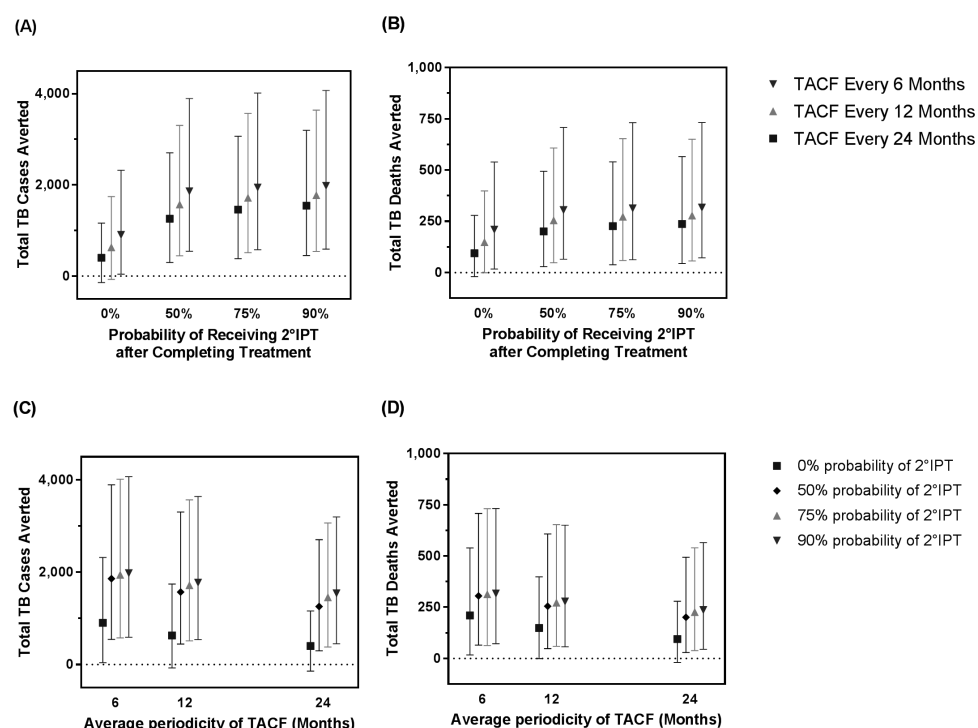 (A)
Total TB Cases Averted
4,000
2,000
0
0%
50%
75%
90%
Probability of Receiving 2°IPT
after Completing Treatment
(B)
Total TB Deaths Averted
1,000
750
500
250
0
0%
50%
75%
90%
Probability of Receiving 2°IPT
after Completing Treatment
TACF Every 6 Months
TACF Every 12 Months
TACF Every 24 Months
(C)
Total TB Cases Averted
4,000
2,000
0
6
12
24
Average periodicity of TACF (Months)
(D)
Total TB Deaths Averted
1,000
750
500
250
0
6
12
24
Average periodicity of TACF (Months)
0% probability of 2°IPT
50% probability of 2°IPT
75% probability of 2°IPT
90% probability of 2°IPT